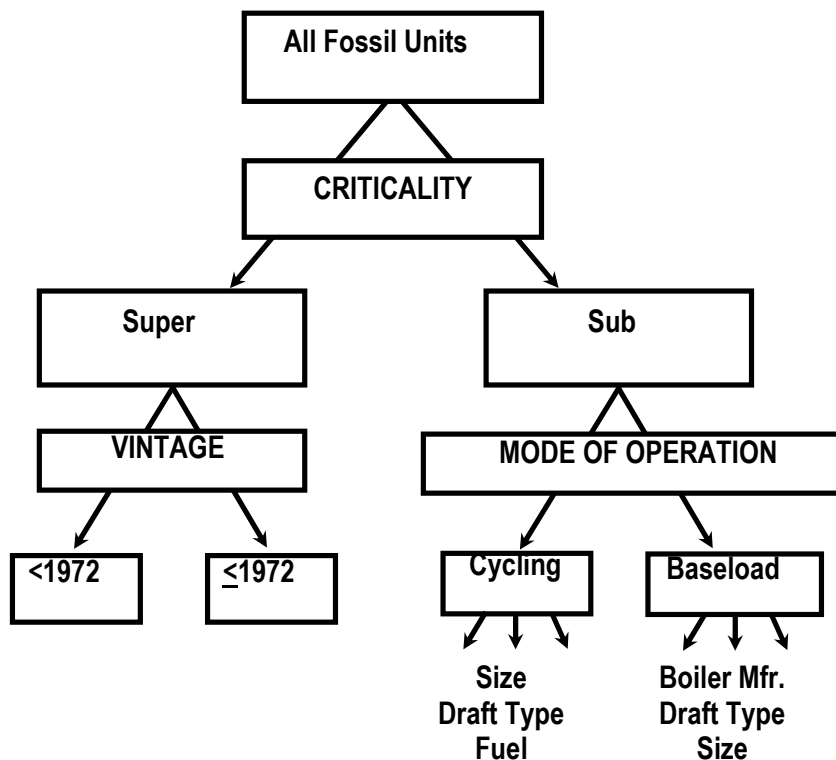 All Fossil Units
CRITICALITY
Super
Sub
VINTAGE
MODE OF OPERATION
<1972
≤1972
Cycling
Baseload
Size
Draft Type
Fuel
Boiler Mfr.
Draft Type
Size